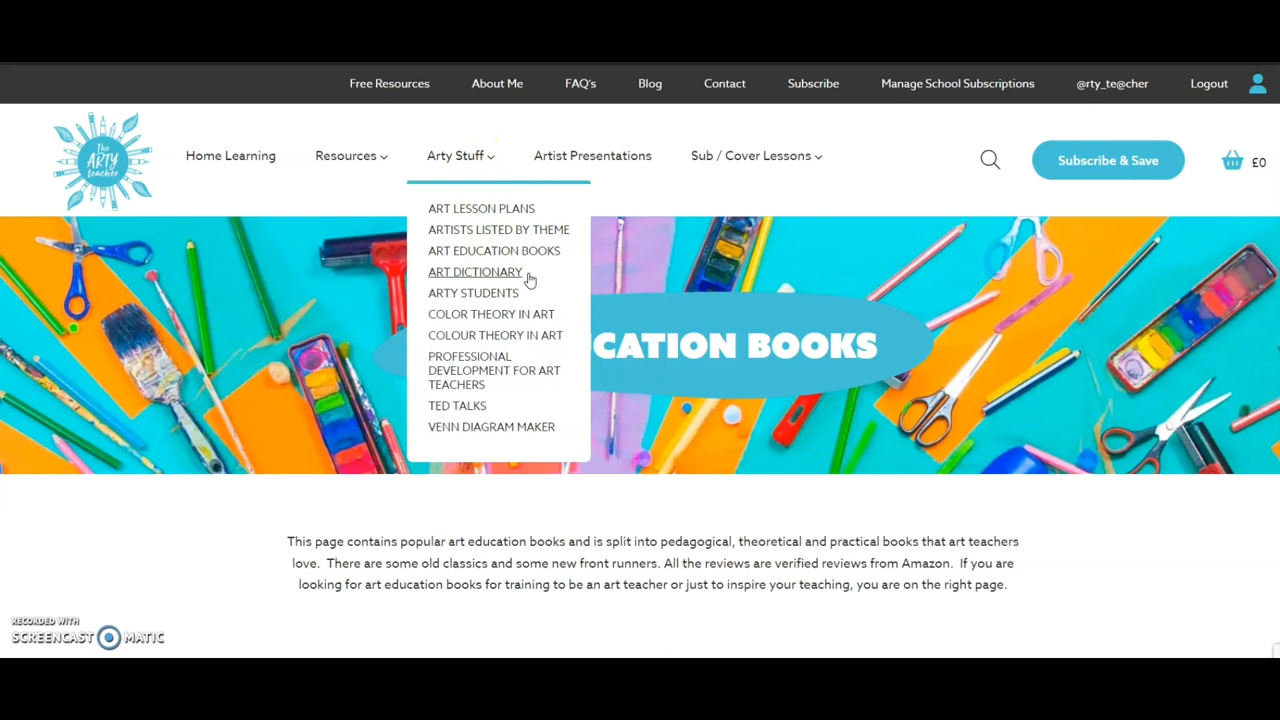 Free Resources About Me FAQ's Blog Contact Subscribe Manage School Subscriptions @rty_te@cher Logout
The
ARTY
teacher
Home Learning Resources Arty Stuff Artist Presentations Sub / Cover Lessons Subscribe & Save £0
ART LESSON PLANS
ARTISTS LISTED BY THEME
ART EDUCATION BOOKS
ART DICTIONARY
ARTY STUDENTS
COLOR THEORY IN ART
COLOUR THEORY IN ART
PROFESSIONAL
DEVELOPMENT FOR ART
TEACHERS
TED TALKS
VENN DIAGRAM MAKER
CATION BOOKS
This page contains popular art education books and is split into pedagogical, theoretical and practical books that art teachers
love. There are some old classics and some new front runners. All the reviews are verified reviews from Amazon. If you are
looking for art education books for training to be an art teacher or just to inspire your teaching, you are on the right page.
RECORDED WITH
SCREENCAST MATIC